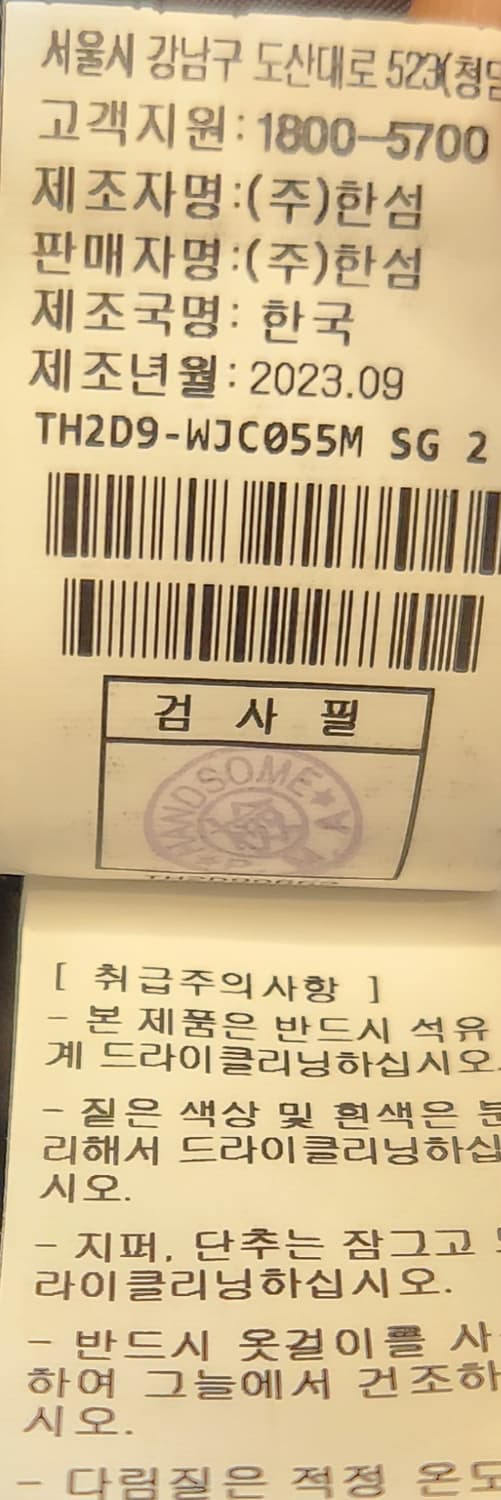 서울시 강남구 도산대로 523(청담
고객지원:1800-5700
제조자명:(주)한섬
판매자명:(주)한섬
제조국명: 한국
제조년월:2023.09
TH2D9-WJC055M SG 2
검 사 필
HANDSOME
A
[ 취급주의사항 ]
- 본 제품은 반드시 석유
계 드라이클리닝하십시오.
- 짙은 색상 및 흰색은 분
리해서 드라이클리닝하십
시오.
- 지퍼, 단추는 잠그고
라이클리닝하십시오.
- 반드시 옷걸이를 사
하여 그늘에서 건조하
시오.
- 다림질은 적정 온도